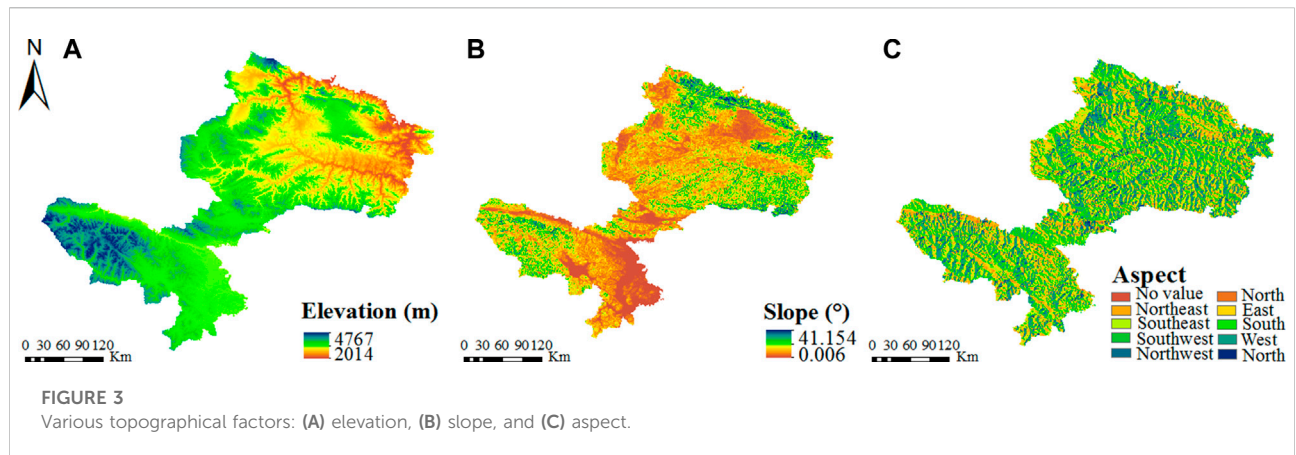 N
A
B
C
Elevation (m)
4767
2014
0 30 60 90 120
Km
Slope (°)
41.154
0.006
0 30 60 90 120
Km
Aspect
No value North
Northeast East
Southeast South
Southwest West
Northwest North
0 30 60 90 120
Km
FIGURE 3
Various topographical factors: (A) elevation, (B) slope, and (C) aspect.